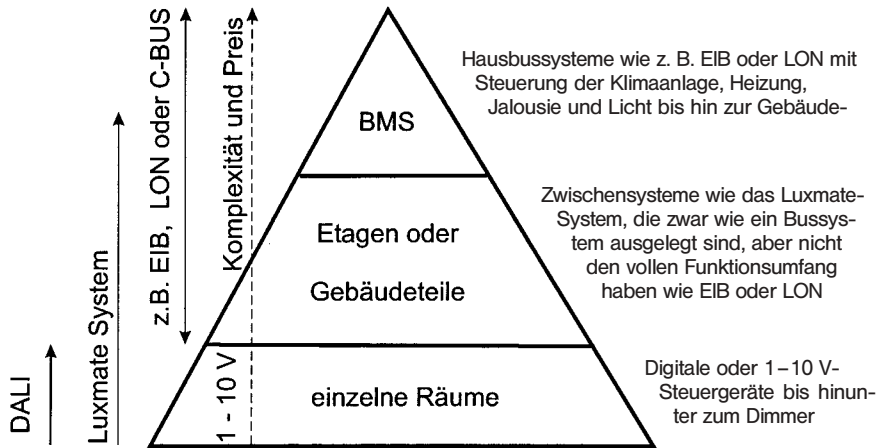 DALI
Luxmate System
z.B. EIB, LON oder C-BUS
Komplexität und Preis
1 - 10 V
BMS
Etagen oder
Gebäudeteile
einzelne Räume
Hausbussysteme wie z. B. EIB oder LON mit
Steuerung der Klimaanlage, Heizung,
Jalousie und Licht bis hin zur Gebäude-
Zwischensysteme wie das Luxmate-
System, die zwar wie ein Bussys-
tem ausgelegt sind, aber nicht
den vollen Funktionsumfang
haben wie EIB oder LON
Digitale oder 1–10 V-
Steuergeräte bis hinun-
ter zum Dimmer